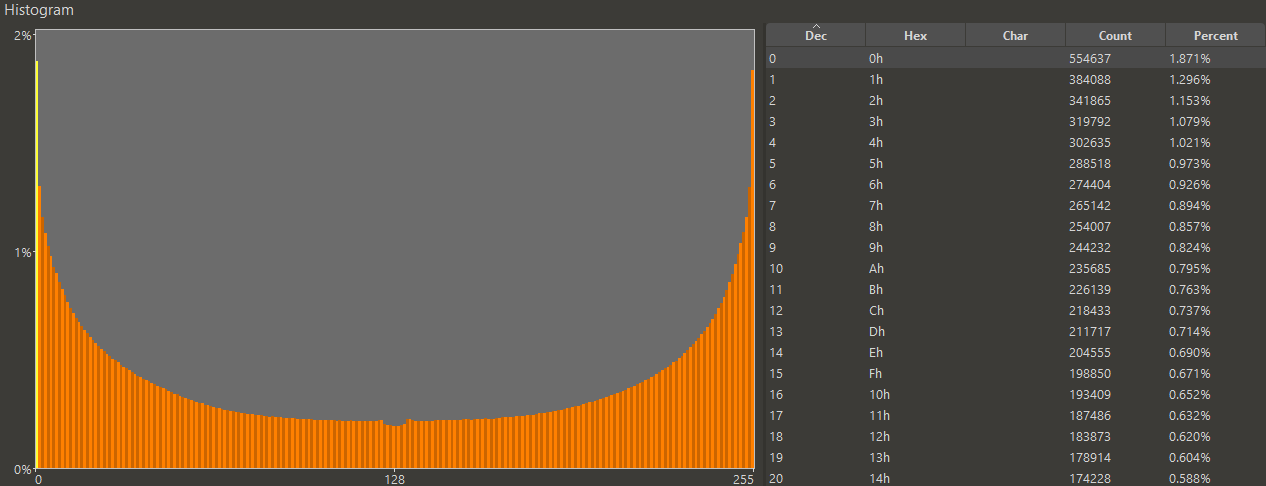 Histogram
2%
1%
0%
0 128 255
Dec Hex Char Count Percent
0 0h 554637 1.871%
1 1h 384088 1.296%
2 2h 341865 1.153%
3 3h 319792 1.079%
4 4h 302635 1.021%
5 5h 288518 0.973%
6 6h 274404 0.926%
7 7h 265142 0.894%
8 8h 254007 0.857%
9 9h 244232 0.824%
10 Ah 235685 0.795%
11 Bh 226139 0.763%
12 Ch 218433 0.737%
13 Dh 211717 0.714%
14 Eh 204555 0.690%
15 Fh 198850 0.671%
16 10h 193409 0.652%
17 11h 187486 0.632%
18 12h 183873 0.620%
19 13h 178914 0.604%
20 14h 174228 0.588%